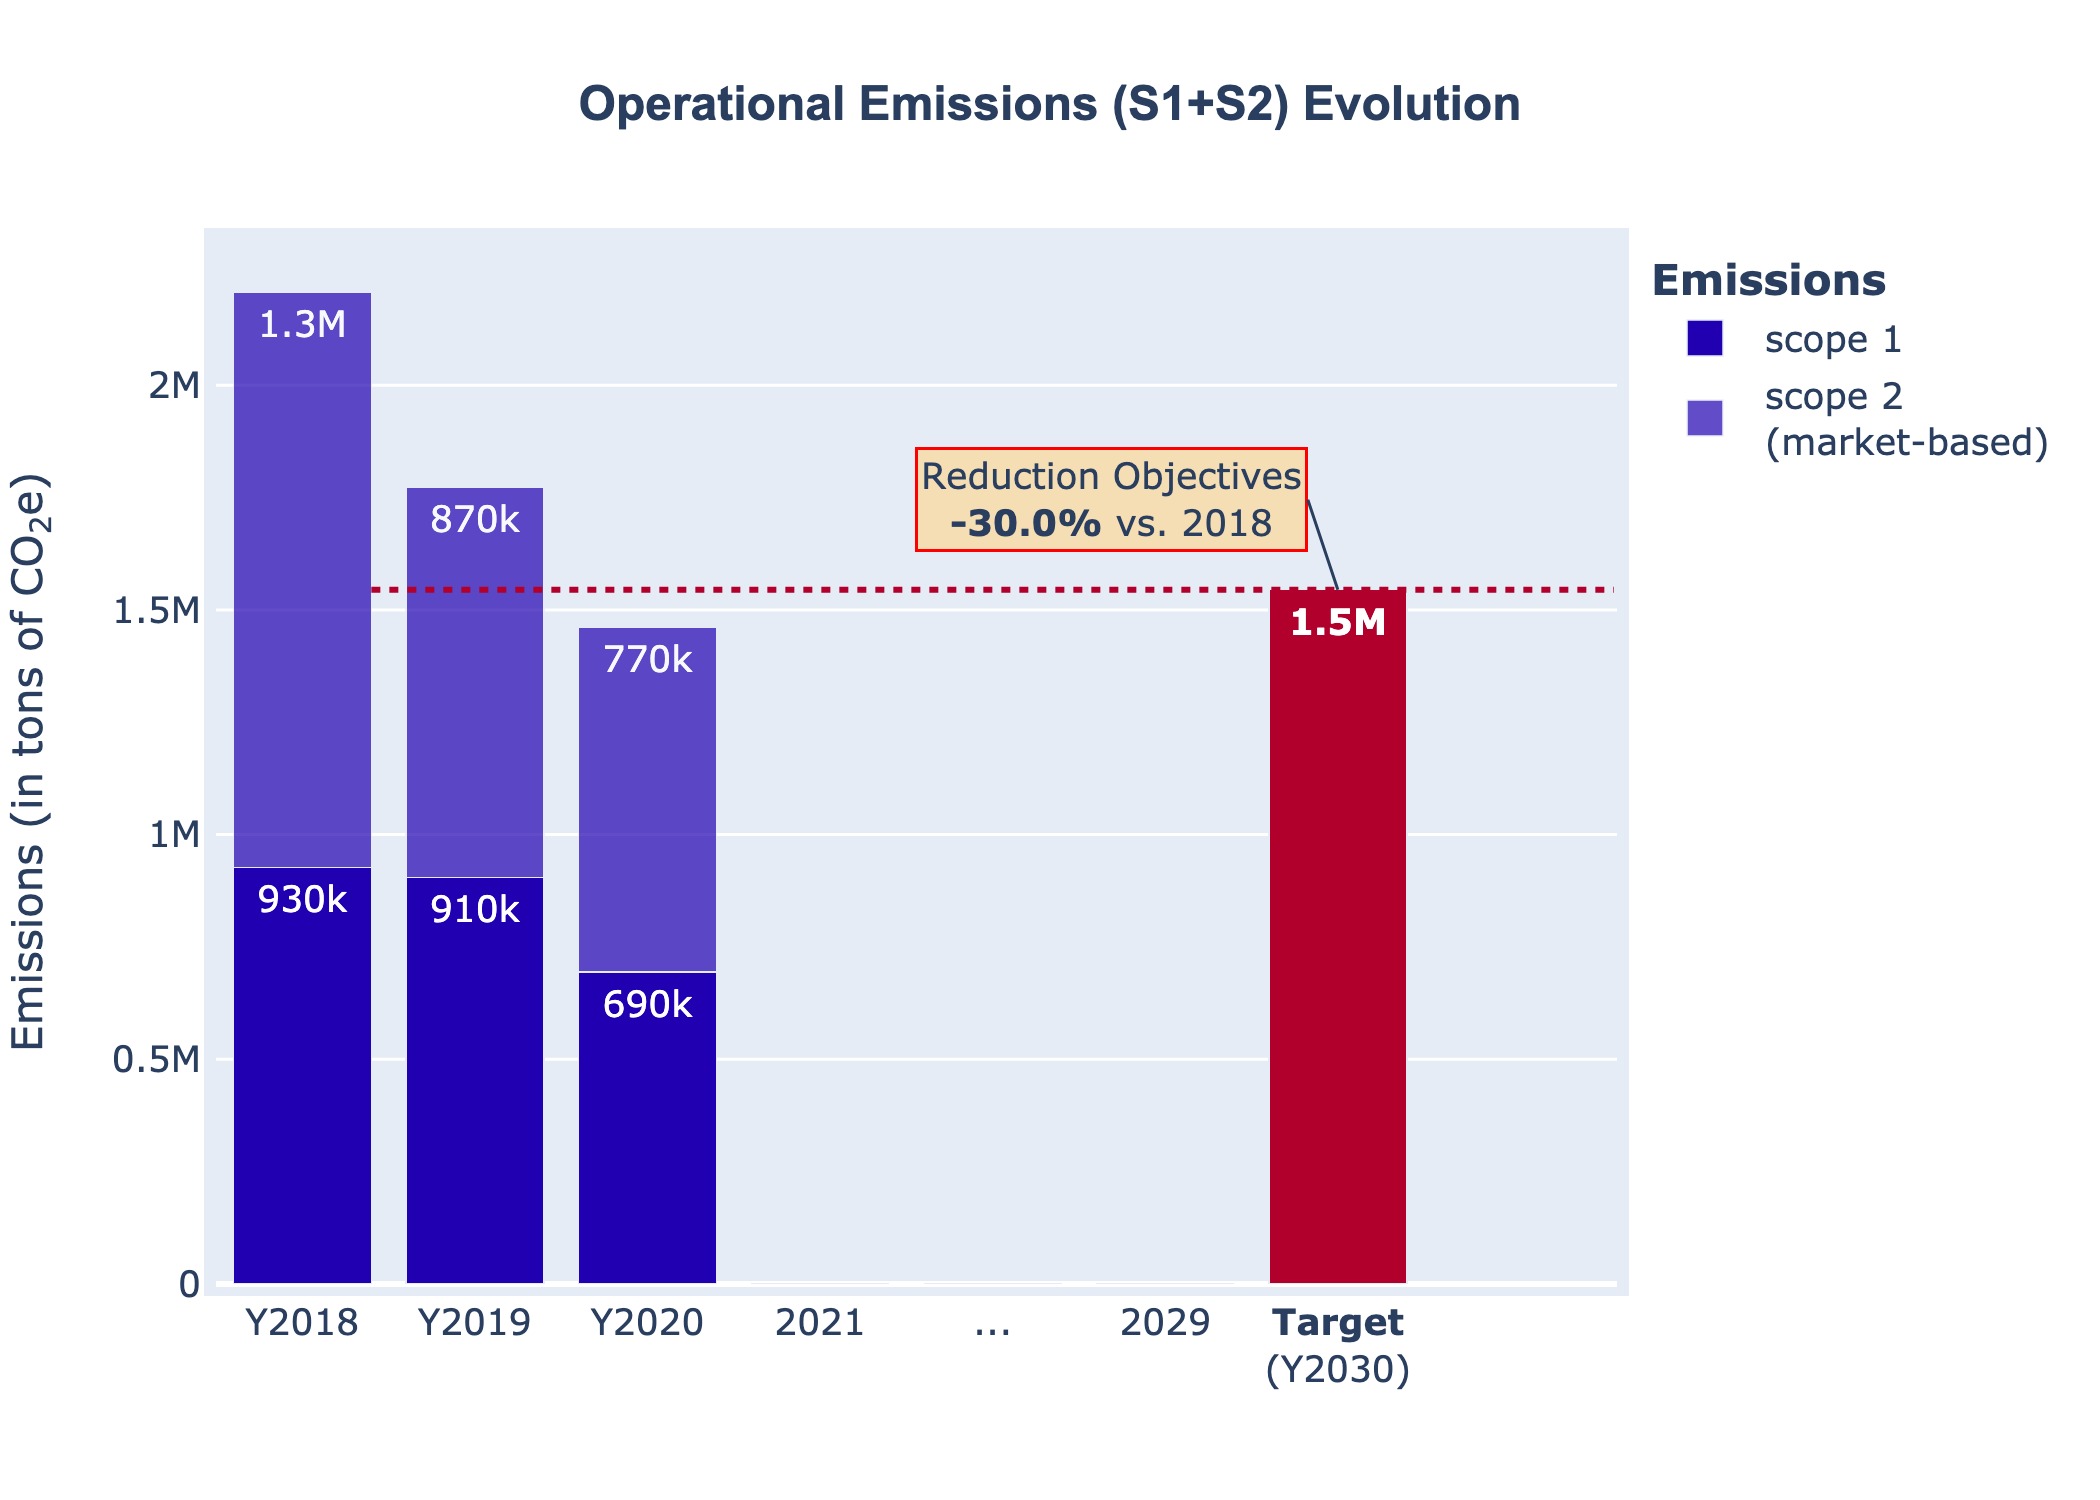 Operational Emissions (S1+S2) Evolution
Emissions (in tons of CO₂e)
2M
1.5M
1M
0.5M
0
1.3M
930k
870k
910k
770k
690k
Reduction Objectives
-30.0% vs. 2018
1.5M
Y2018
Y2019
Y2020
2021
...
2029
Target
(Y2030)
Emissions
scope 1
scope 2
(market-based)